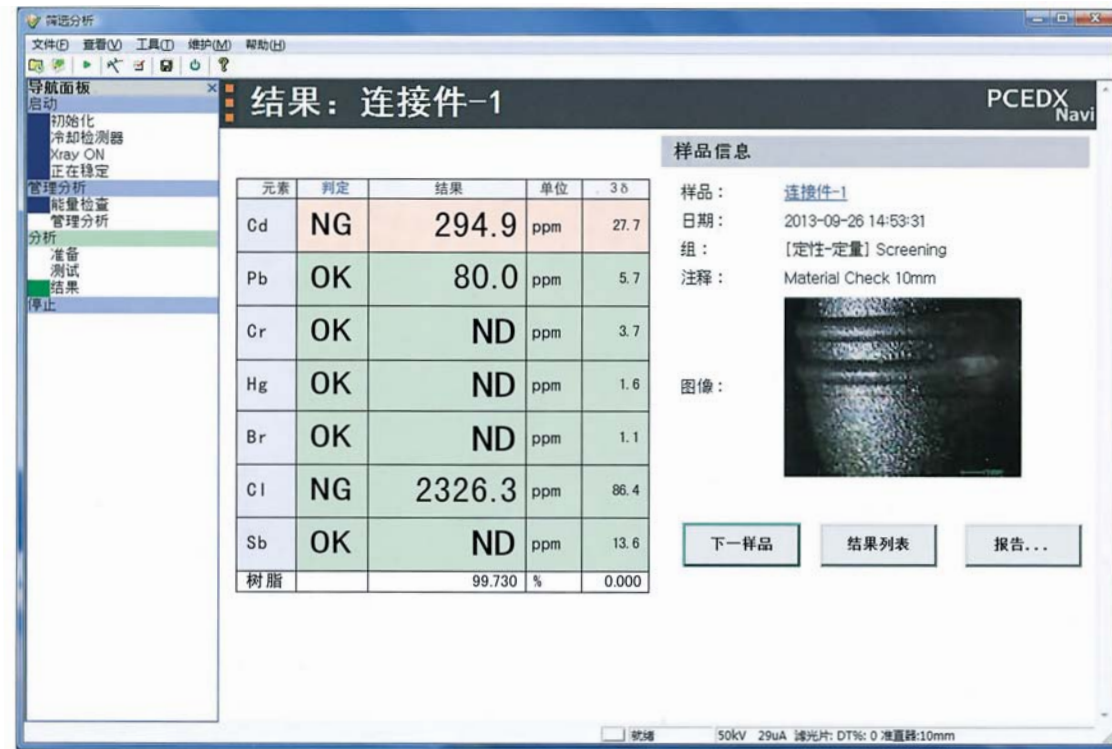 筛选分析
文件(F) 查看(V) 工具(T) 维护(M) 帮助(H)
导航面板
启动
初始化
冷却检测器
Xray ON
正在稳定
管理分析
能量检查
管理分析
分析
准备
测试
结果
停止
结果：连接件-1
PCEDX
Navi
元素 判定 结果 单位 3δ
Cd NG 294.9 ppm 27.7
Pb OK 80.0 ppm 5.7
Cr OK ND ppm 3.7
Hg OK ND ppm 1.6
Br OK ND ppm 1.1
Cl NG 2326.3 ppm 86.4
Sb OK ND ppm 13.6
树脂 99.730 % 0.000
样品信息
样品： 连接件-1
日期： 2013-09-26 14:53:31
组： [定性-定量] Screening
注释： Material Check 10mm
图像：
下一样品 结果列表 报告...
就绪 50kV 29uA 滤光片: DT%: 0 准直器:10mm